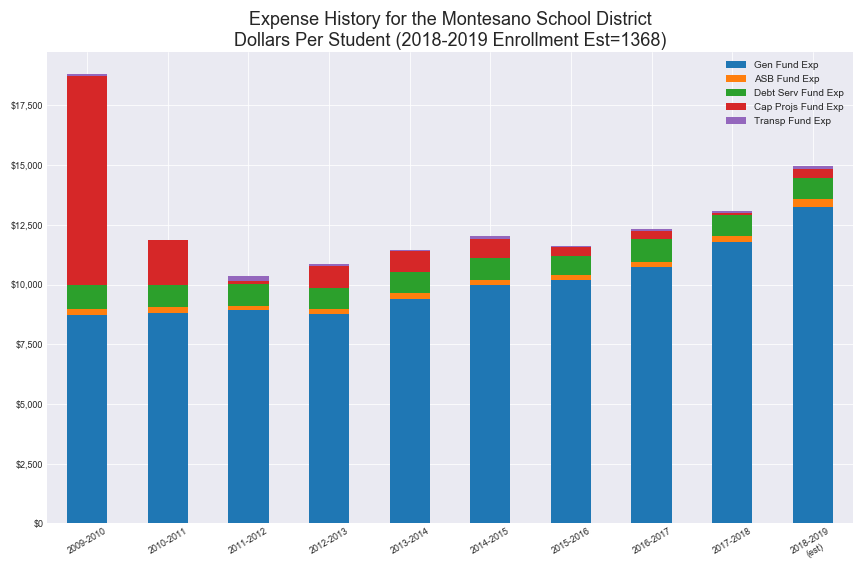 Expense History for the Montesano School District
Dollars Per Student (2018-2019 Enrollment Est=1368)
Gen Fund Exp
ASB Fund Exp
Debt Serv Fund Exp
Cap Projs Fund Exp
Transp Fund Exp
$17,500
$15,000
$12,500
$10,000
$7,500
$5,000
$2,500
$0
2009-2010
2010-2011
2011-2012
2012-2013
2013-2014
2014-2015
2015-2016
2016-2017
2017-2018
2018-2019
(est)